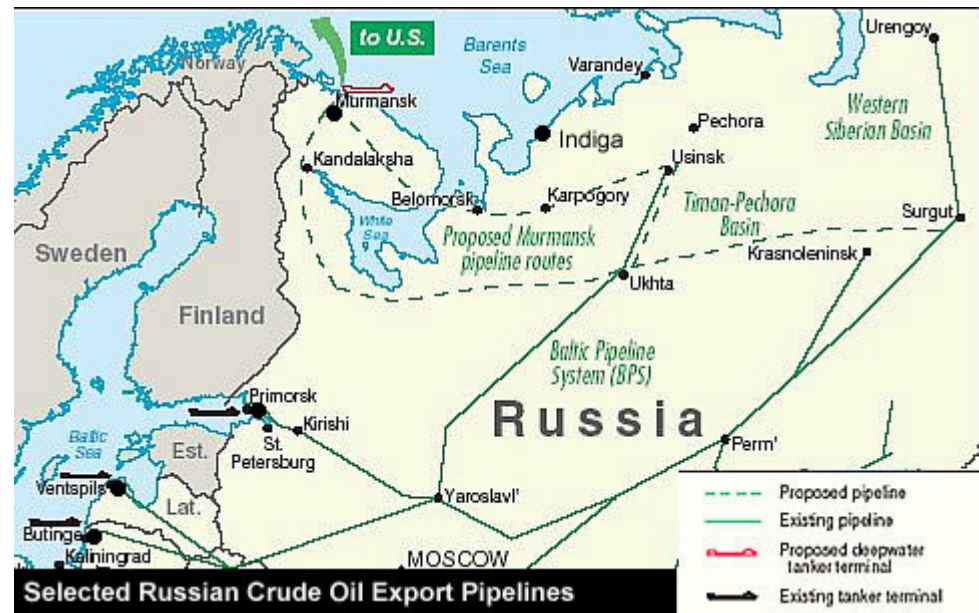 to U.S.
Barents
Sea
Urengoy
Norway
Varandey
Murmansk
Western
Siberian Basin
Pechora
Indiga
Kandalaksha
Usinsk
Belomorsk
Karpogory
Timan-Pechora
Basin
Surgut
White
Sea
Proposed Murmansk
pipeline routes
Krasnoleninsk
Sweden
Ukhta
Finland
Baltic Pipeline
System (BPS)
Primorsk
Russia
Kirishi
St.
Petersburg
Perm'
Baltic
Sea
Est.
Ventspils
Lat.
Yaroslavl'
Butinge
Kaliningrad
MOSCOW
Proposed pipeline
Existing pipeline
Proposed deepwater
tanker terminal
Existing tanker terminal
Selected Russian Crude Oil Export Pipelines